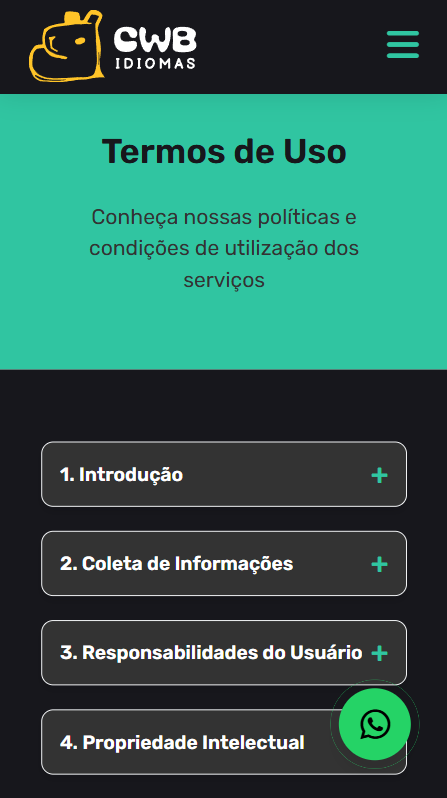 CWB
IDIOMAS
Termos de Uso
Conheça nossas políticas e
condições de utilização dos
serviços
1. Introdução
2. Coleta de Informações
3. Responsabilidades do Usuário
4. Propriedade Intelectual